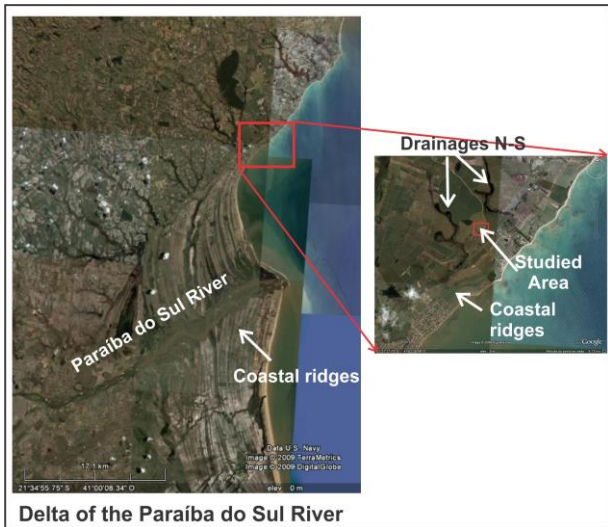 Drainages N-S
Studied
Area
Coastal
ridges
Google
Paraíba do Sul River
Coastal ridges
Data U.S. Navy
Image © 2009 TerraMetrics
Image © 2009 DigitalGlobe
17.1 km
21°34'55.75" S 41°00'08.34" O elev 0 m
Delta of the Paraíba do Sul River